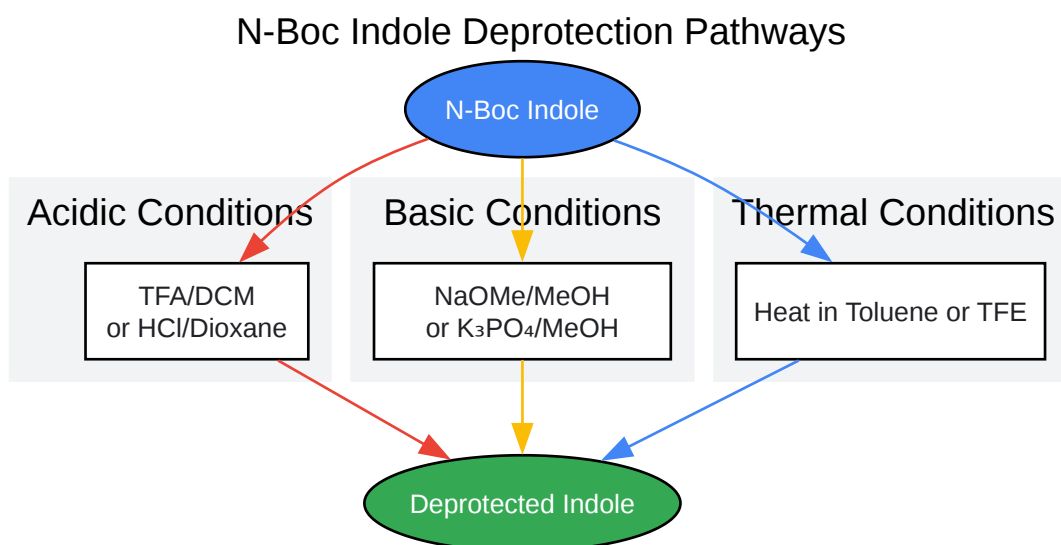 N-Boc Indole Deprotection Pathways
N-Boc Indole
Acidic Conditions
Basic Conditions
Thermal Conditions
TFA/DCM
or HCl/Dioxane
NaOMe/MeOH
or K₃PO₄/MeOH
Heat in Toluene or TFE
Deprotected Indole